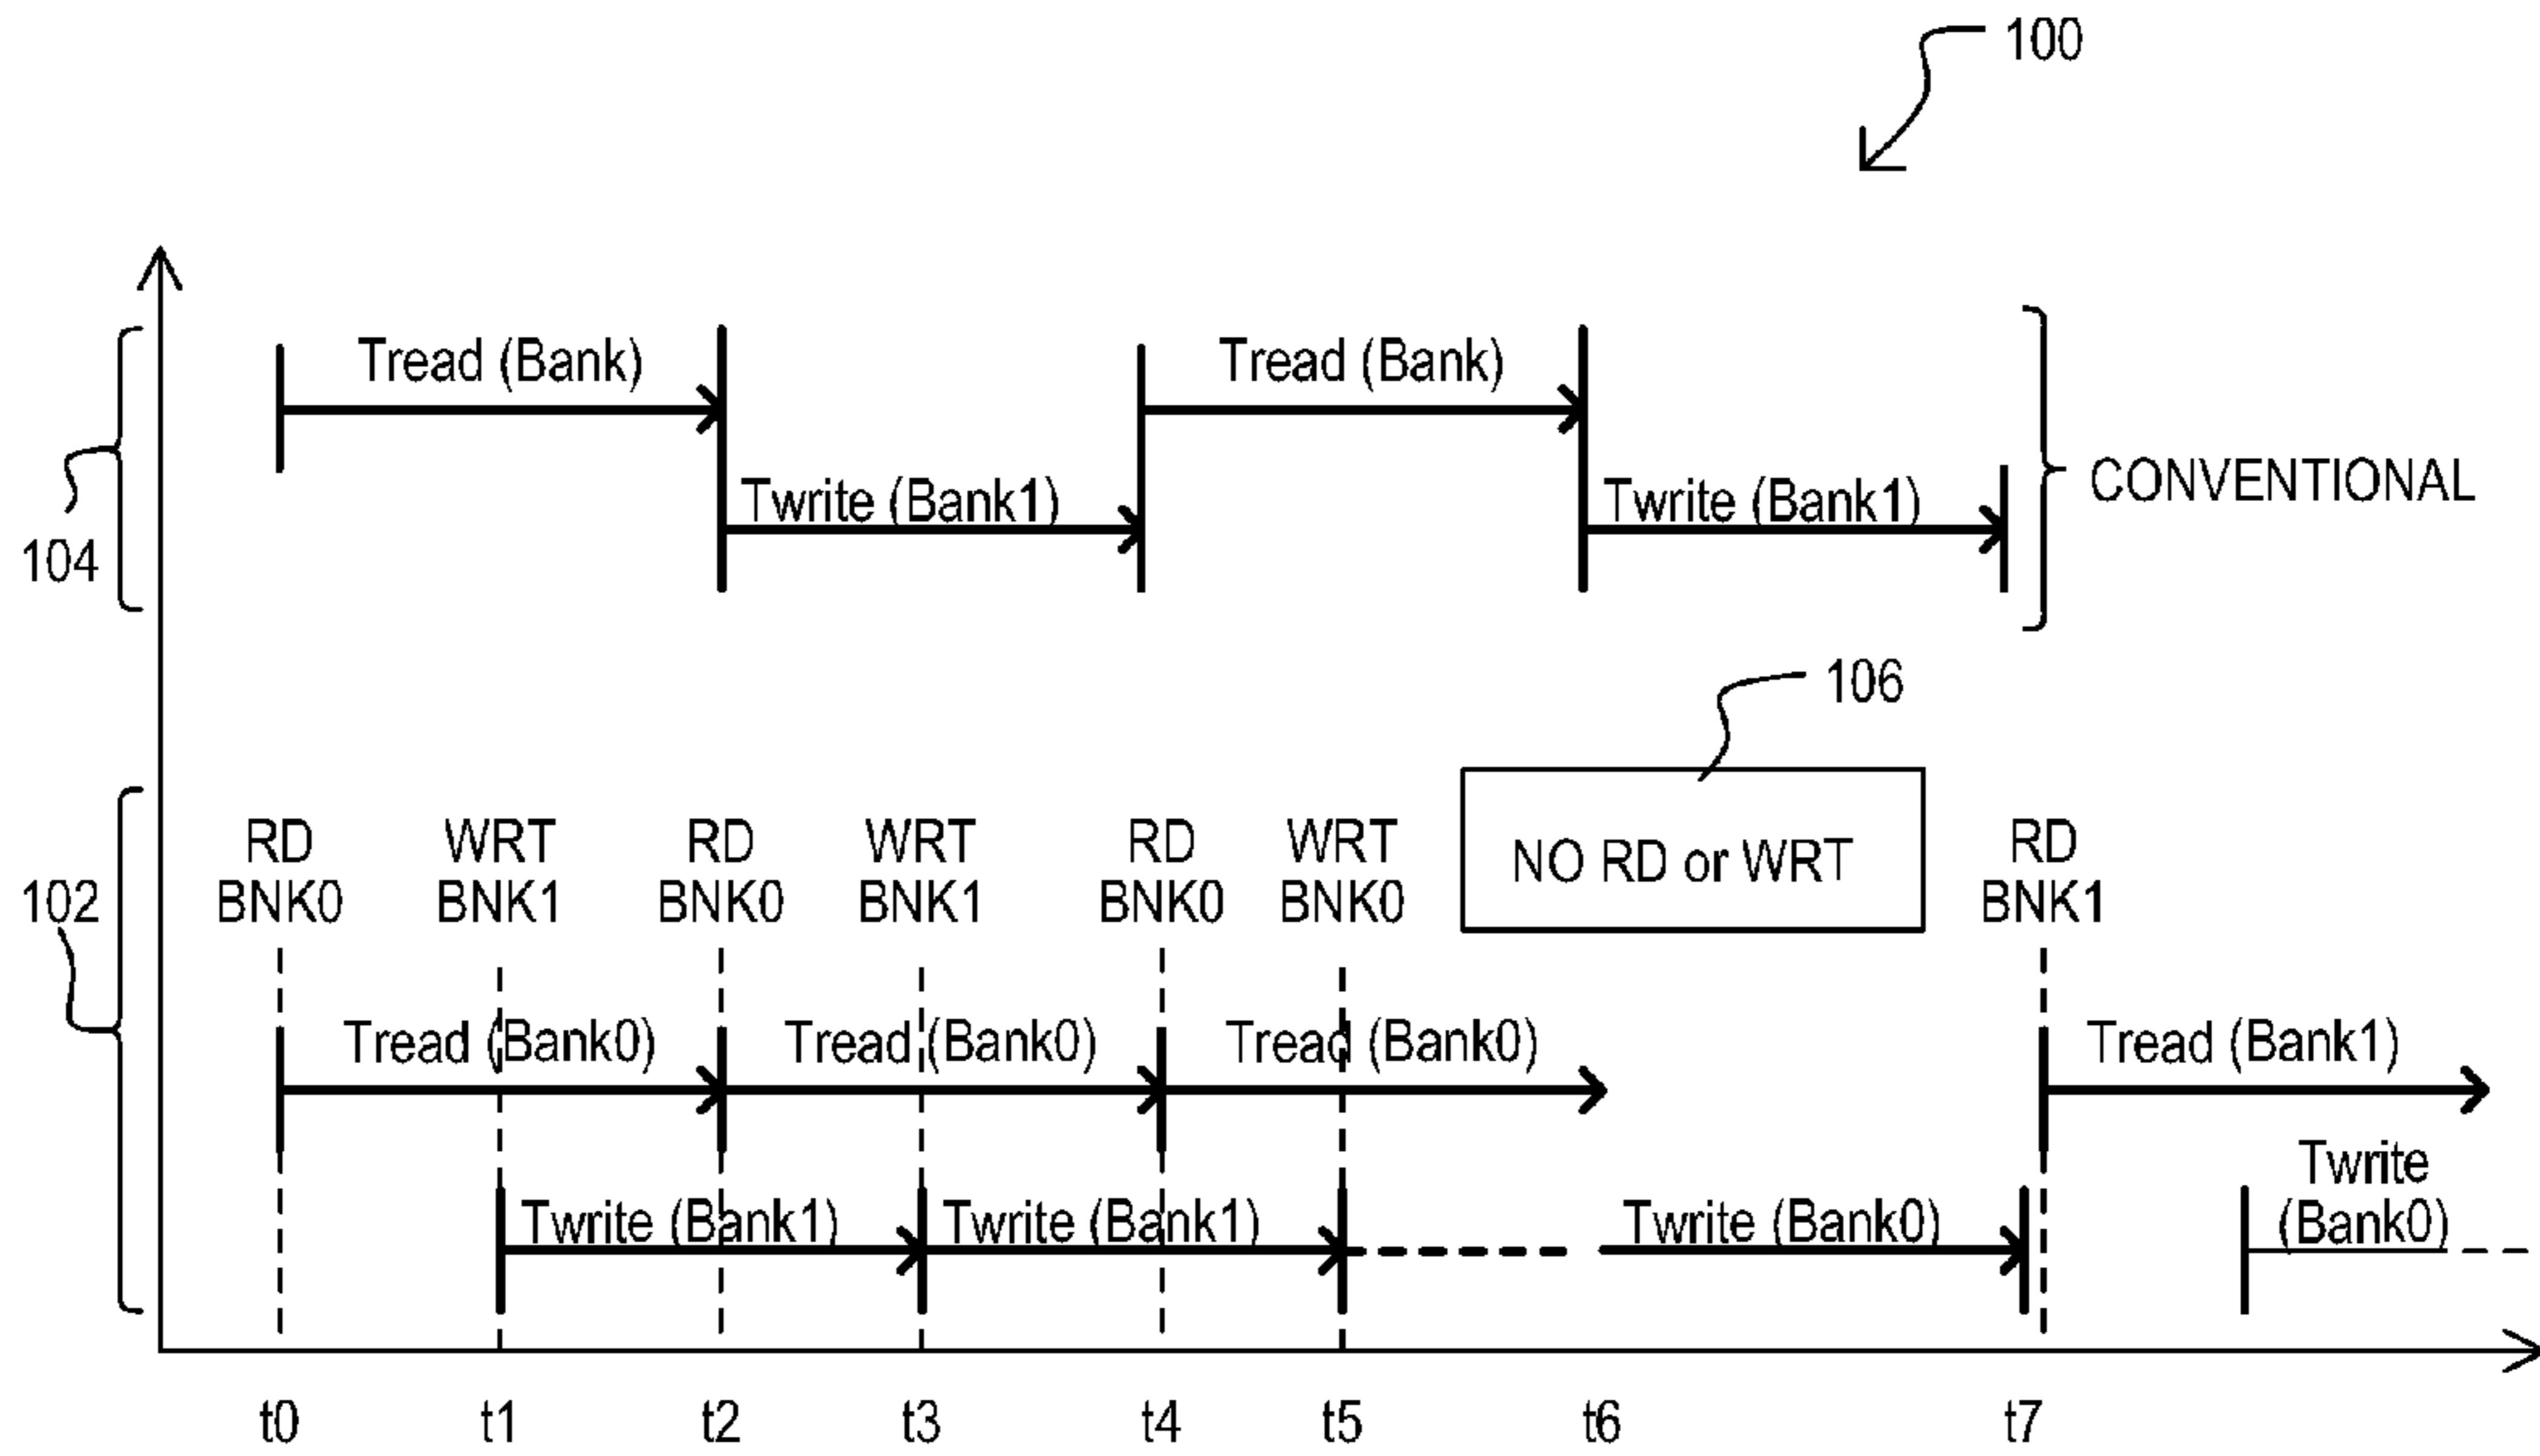 100
Tread (Bank)
Tread (Bank)
Twrite (Bank1)
Twrite (Bank1)
CONVENTIONAL
104
106
NO RD or WRT
RD
BNK0
WRT
BNK1
RD
BNK0
WRT
BNK1
RD
BNK0
WRT
BNK0
RD
BNK1
102
Tread (Bank0)
Tread (Bank0)
Tread (Bank0)
Tread (Bank1)
Twrite (Bank1)
Twrite (Bank1)
Twrite (Bank0)
Twrite
(Bank0)
t0 t1 t2 t3 t4 t5 t6 t7